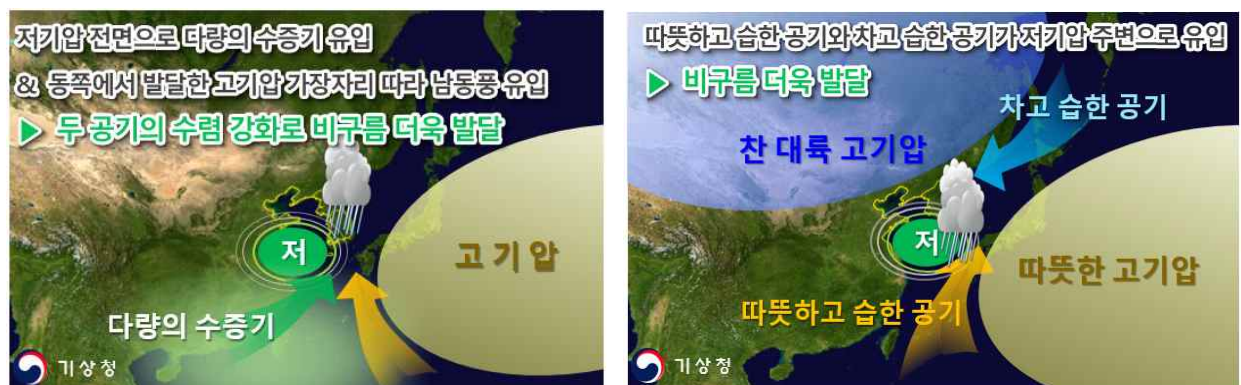 저기압 전면으로 다량의 수증기 유입
& 동쪽에서 발달한 고기압 가장자리 따라 남동풍 유입
▶ 두 공기의 수렴 강화로 비구름 더욱 발달
저
고기압
다량의 수증기
기상청
따뜻하고 습한 공기와 차고 습한 공기가 저기압 주변으로 유입
▶ 비구름 더욱 발달
차고 습한 공기
찬 대륙 고기압
저
따뜻한 고기압
따뜻하고 습한 공기
기상청